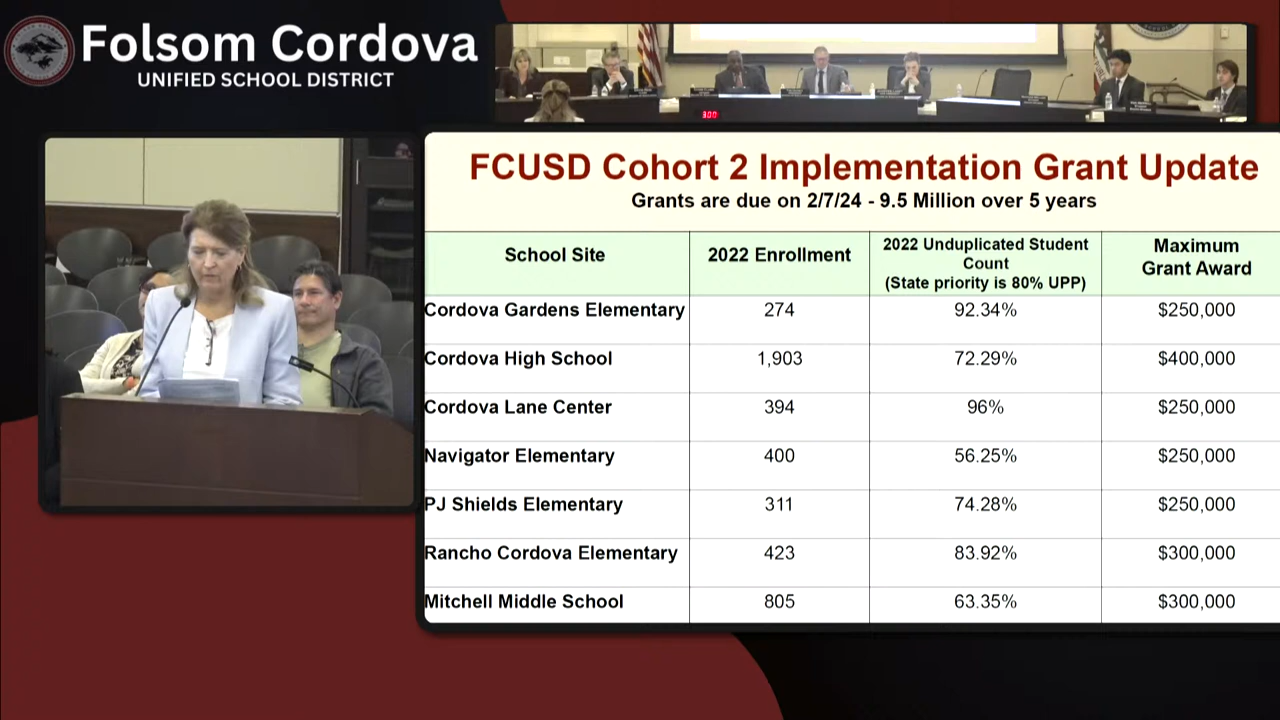 Folsom Cordova
UNIFIED SCHOOL DISTRICT
3:00
FCUSD Cohort 2 Implementation Grant Update
Grants are due on 2/7/24 - 9.5 Million over 5 years
School Site
2022 Enrollment
2022 Unduplicated Student
Count
(State priority is 80% UPP)
Maximum
Grant Award
Cordova Gardens Elementary 274 92.34% $250,000
Cordova High School 1,903 72.29% $400,000
Cordova Lane Center 394 96% $250,000
Navigator Elementary 400 56.25% $250,000
PJ Shields Elementary 311 74.28% $250,000
Rancho Cordova Elementary 423 83.92% $300,000
Mitchell Middle School 805 63.35% $300,000